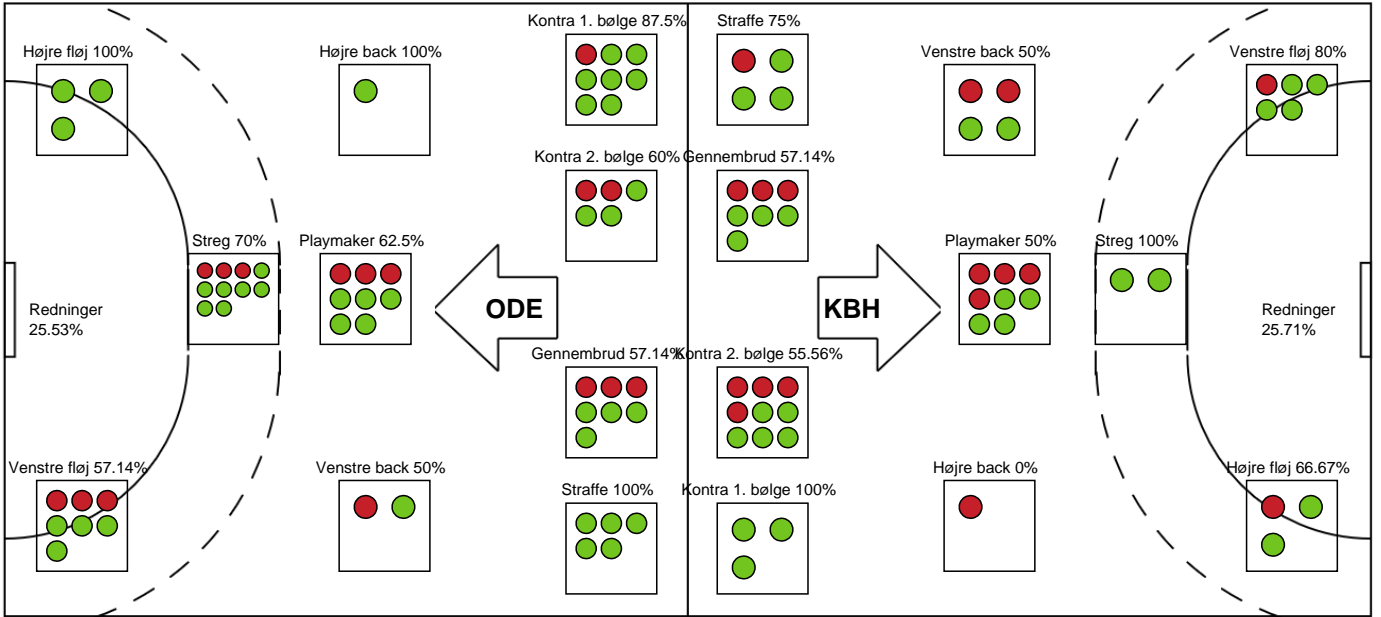 Kontra 1. bølge 87.5%
Straffe 75%
Højre fløj 100%
Højre back 100%
Venstre back 50%
Venstre fløj 80%
Kontra 2. bølge 60%
Gennembrud 57.14%
Streg 70%
Playmaker 62.5%
Playmaker 50%
Streg 100%
Redninger
25.53%
ODE
KBH
Redninger
25.71%
Gennembrud 57.14%
Kontra 2. bølge 55.56%
Venstre fløj 57.14%
Venstre back 50%
Straffe 100%
Kontra 1. bølge 100%
Højre back 0%
Højre fløj 66.67%